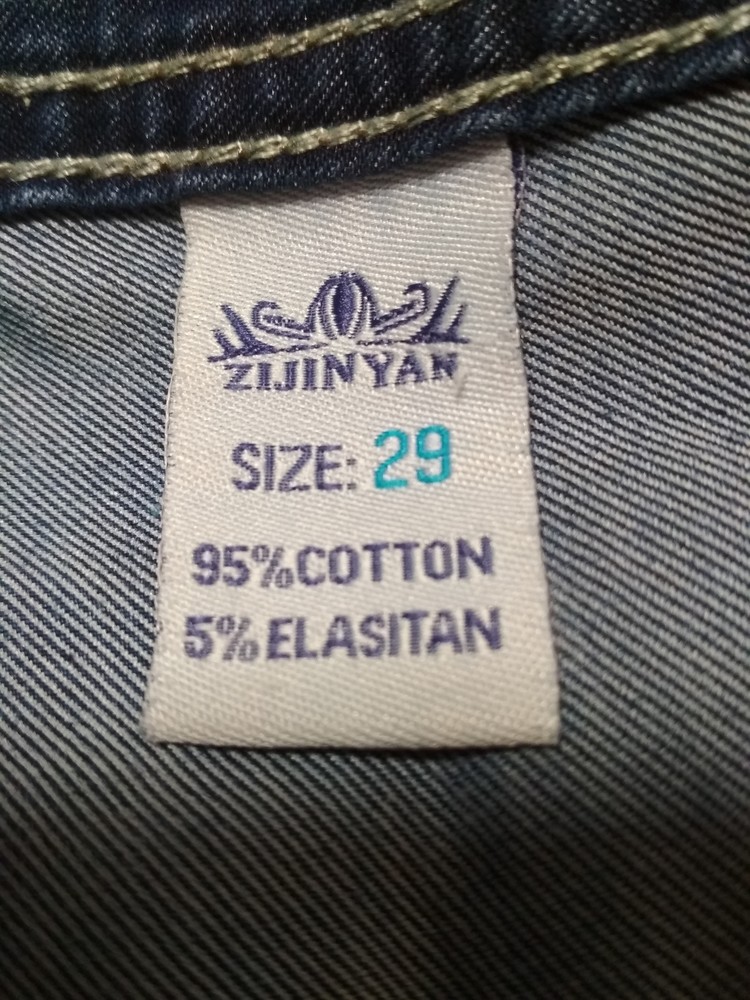 ZIJIN YAN
SIZE: 29
95%COTTON
5%ELASITAN